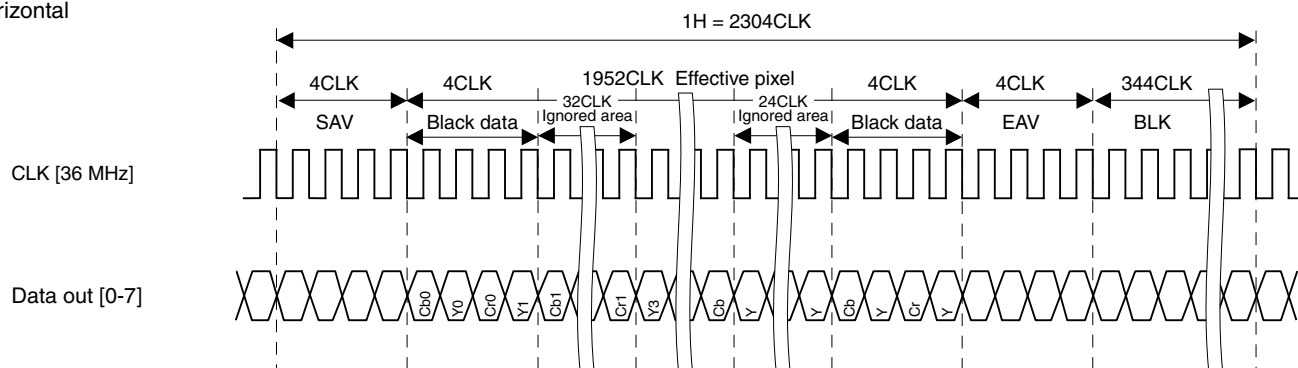 rizontal
1H = 2304CLK
4CLK 4CLK 1952CLK Effective pixel 4CLK 4CLK 344CLK
32CLK 24CLK
SAV Black data Ignored area Ignored area Black data EAV BLK
CLK [36 MHz]
Data out [0-7]
Cb0 Y0 Cr0 Y1 Cb1 Cr1 Y3 Cb Y Y Cb Y Cr Y